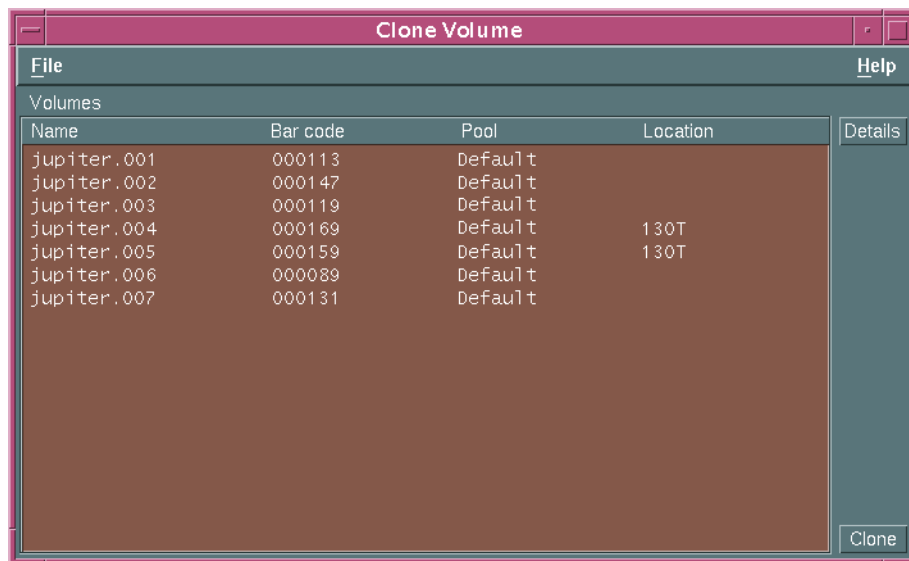 Clone Volume
File Help
Volumes
Name Bar code Pool Location Details
jupiter.001 000113 Default
jupiter.002 000147 Default
jupiter.003 000119 Default
jupiter.004 000169 Default 130T
jupiter.005 000159 Default 130T
jupiter.006 000089 Default
jupiter.007 000131 Default
Clone